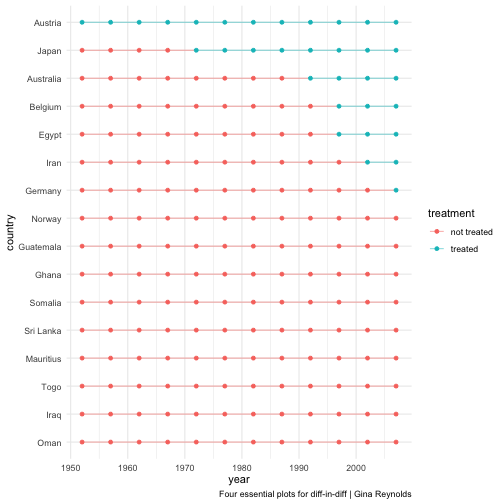 Austria
Japan
Australia
Belgium
Egypt
Iran
Germany
Norway
Guatemala
Ghana
Somalia
Sri Lanka
Mauritius
Togo
Iraq
Oman
country
1950 1960 1970 1980 1990 2000
year
treatment
not treated
treated
Four essential plots for diff-in-diff | Gina Reynolds